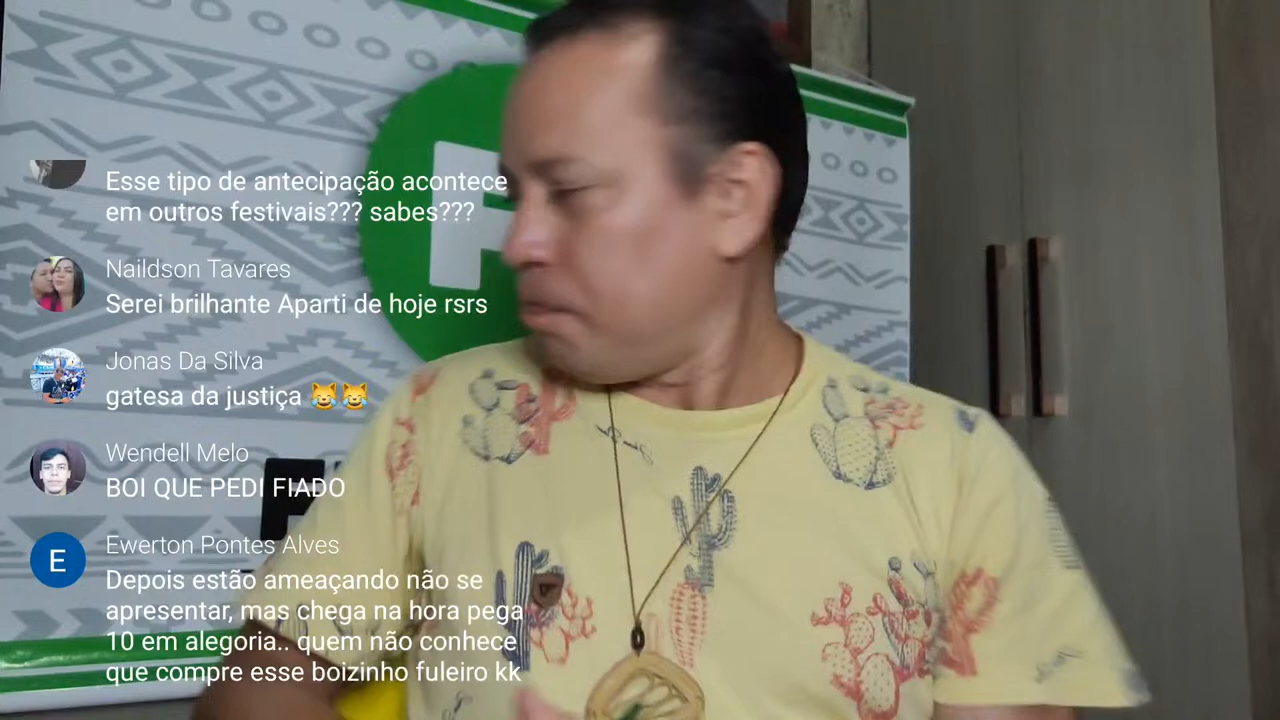 Esse tipo de antecipação acontece
em outros festivais??? sabes???
Naildson Tavares
Serei brilhante Aparti de hoje rsrs
Jonas Da Silva
gatesa da justiça 😹😹
Wendell Melo
BOI QUE PEDI FIADO
E
Ewerton Pontes Alves
Depois estão ameaçando não se
apresentar, mas chega na hora pega
10 em alegoria.. quem não conhece
que compre esse boizinho fuleiro kk